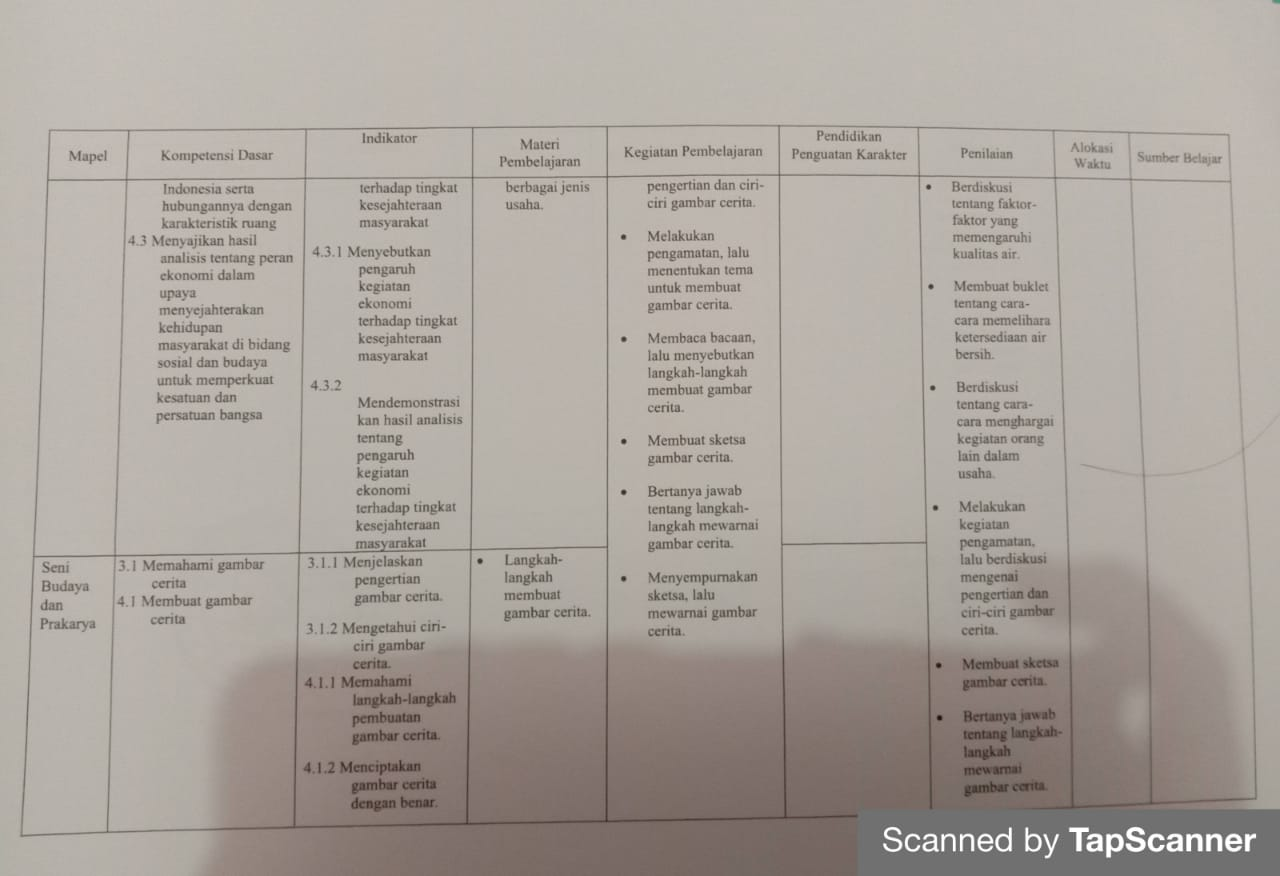 Mapel
Kompetensi Dasar
Indikator
Materi
Pembelajaran
Kegiatan Pembelajaran
Pendidikan
Penguatan Karakter
Penilaian
Alokasi
Waktu
Sumber Belajar
Indonesia serta
hubungannya dengan
karakteristik ruang
4.3 Menyajikan hasil
analisis tentang peran
ekonomi dalam
upaya
menyejahterakan
kehidupan
masyarakat di bidang
sosial dan budaya
untuk memperkuat
kesatuan dan
persatuan bangsa
terhadap tingkat
kesejahteraan
masyarakat
4.3.1 Menyebutkan
pengaruh
kegiatan
ekonomi
terhadap tingkat
kesejahteraan
masyarakat
4.3.2
Mendemonstrasi
kan hasil analisis
tentang
pengaruh
kegiatan
ekonomi
terhadap tingkat
kesejahteraan
masyarakat
berbagai jenis
usaha.
pengertian dan ciri-
ciri gambar cerita.
• Melakukan
pengamatan, lalu
menentukan tema
untuk membuat
gambar cerita.
• Membaca bacaan,
lalu menyebutkan
langkah-langkah
membuat gambar
cerita.
• Membuat sketsa
gambar cerita.
• Bertanya jawab
tentang langkah-
langkah mewarnai
gambar cerita.
• Menyempurnakan
sketsa, lalu
mewarnai gambar
cerita.
• Berdiskusi
tentang faktor-
faktor yang
memengaruhi
kualitas air.
• Membuat buklet
tentang cara-
cara memelihara
ketersediaan air
bersih.
• Berdiskusi
tentang cara-
cara menghargai
kegiatan orang
lain dalam
usaha.
• Melakukan
kegiatan
pengamatan,
lalu berdiskusi
mengenai
pengertian dan
ciri-ciri gambar
cerita.
• Membuat sketsa
gambar cerita.
• Bertanya jawab
tentang langkah-
langkah
mewarnai
gambar cerita.
Seni
Budaya
dan
Prakarya
3.1 Memahami gambar
cerita
4.1 Membuat gambar
cerita
3.1.1 Menjelaskan
pengertian
gambar cerita.
3.1.2 Mengetahui ciri-
ciri gambar
cerita.
4.1.1 Memahami
langkah-langkah
pembuatan
gambar cerita.
4.1.2 Menciptakan
gambar cerita
dengan benar.
• Langkah-
langkah
membuat
gambar cerita.
Scanned by TapScanner